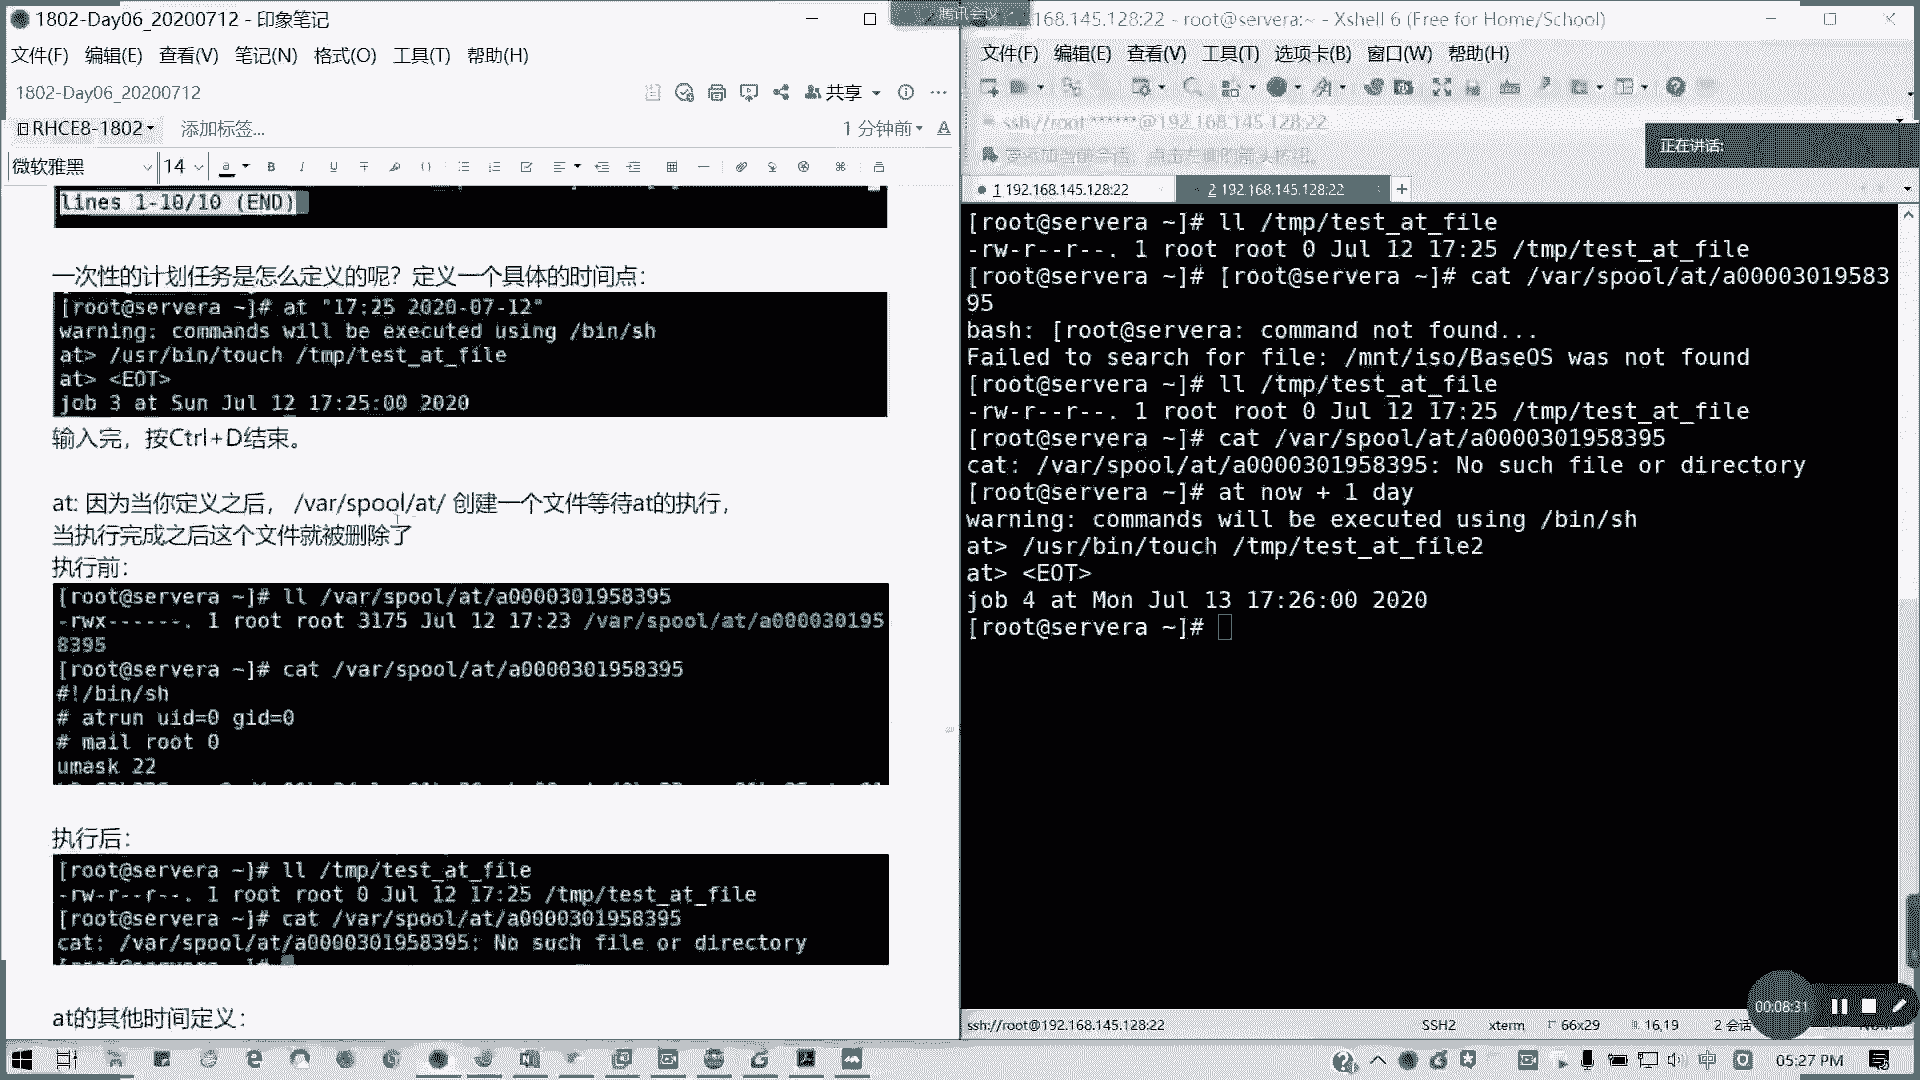 1802-Day06_20200712 - 印象笔记
文件(F) 编辑(E) 查看(V) 笔记(N) 格式(O) 工具(T) 帮助(H)
1802-Day06_20200712
共享
RHCE8-1802
添加标签...
1 分钟前
微软雅黑
14
lines 1-10/10 (END)
一次性的计划任务是怎么定义的呢？定义一个具体的时间点：
[root@servera ~]# at "17:25 2020-07-12"
warning: commands will be executed using /bin/sh
at> /usr/bin/touch /tmp/test_at_file
at> <EOT>
job 3 at Sun Jul 12 17:25:00 2020
输入完，按Ctrl+D结束。
at: 因为当你定义之后， /var/spool/at/ 创建一个文件等待at的执行，
当执行完成之后这个文件就被删除了
执行前：
[root@servera ~]# ll /var/spool/at/a0000301958395
-rwx------. 1 root root 3175 Jul 12 17:23 /var/spool/at/a000030195
8395
[root@servera ~]# cat /var/spool/at/a0000301958395
#!/bin/sh
# atrun uid=0 gid=0
# mail root 0
umask 22
执行后：
[root@servera ~]# ll /tmp/test_at_file
-rw-r--r--. 1 root root 0 Jul 12 17:25 /tmp/test_at_file
[root@servera ~]# cat /var/spool/at/a0000301958395
cat: /var/spool/at/a0000301958395: No such file or directory
at的其他时间定义：
腾讯会议
168.145.128:22 - root@servera:~ - Xshell 6 (Free for Home/School)
文件(F) 编辑(E) 查看(V) 工具(T) 选项卡(B) 窗口(W) 帮助(H)
ssh://root:******@192.168.145.128:22
要添加当前会话，点击左侧的箭头按钮。
正在讲话:
1 192.168.145.128:22
2 192.168.145.128:22
[root@servera ~]# ll /tmp/test_at_file
-rw-r--r--. 1 root root 0 Jul 12 17:25 /tmp/test_at_file
[root@servera ~]# [root@servera ~]# cat /var/spool/at/a00003019583
95
bash: [root@servera: command not found...
Failed to search for file: /mnt/iso/BaseOS was not found
[root@servera ~]# ll /tmp/test_at_file
-rw-r--r--. 1 root root 0 Jul 12 17:25 /tmp/test_at_file
[root@servera ~]# cat /var/spool/at/a0000301958395
cat: /var/spool/at/a0000301958395: No such file or directory
[root@servera ~]# at now + 1 day
warning: commands will be executed using /bin/sh
at> /usr/bin/touch /tmp/test_at_file2
at> <EOT>
job 4 at Mon Jul 13 17:26:00 2020
[root@servera ~]#
00:08:31
ssh://root@192.168.145.128:22
SSH2
xterm
66x29
16,19
2 会话
中
05:27 PM